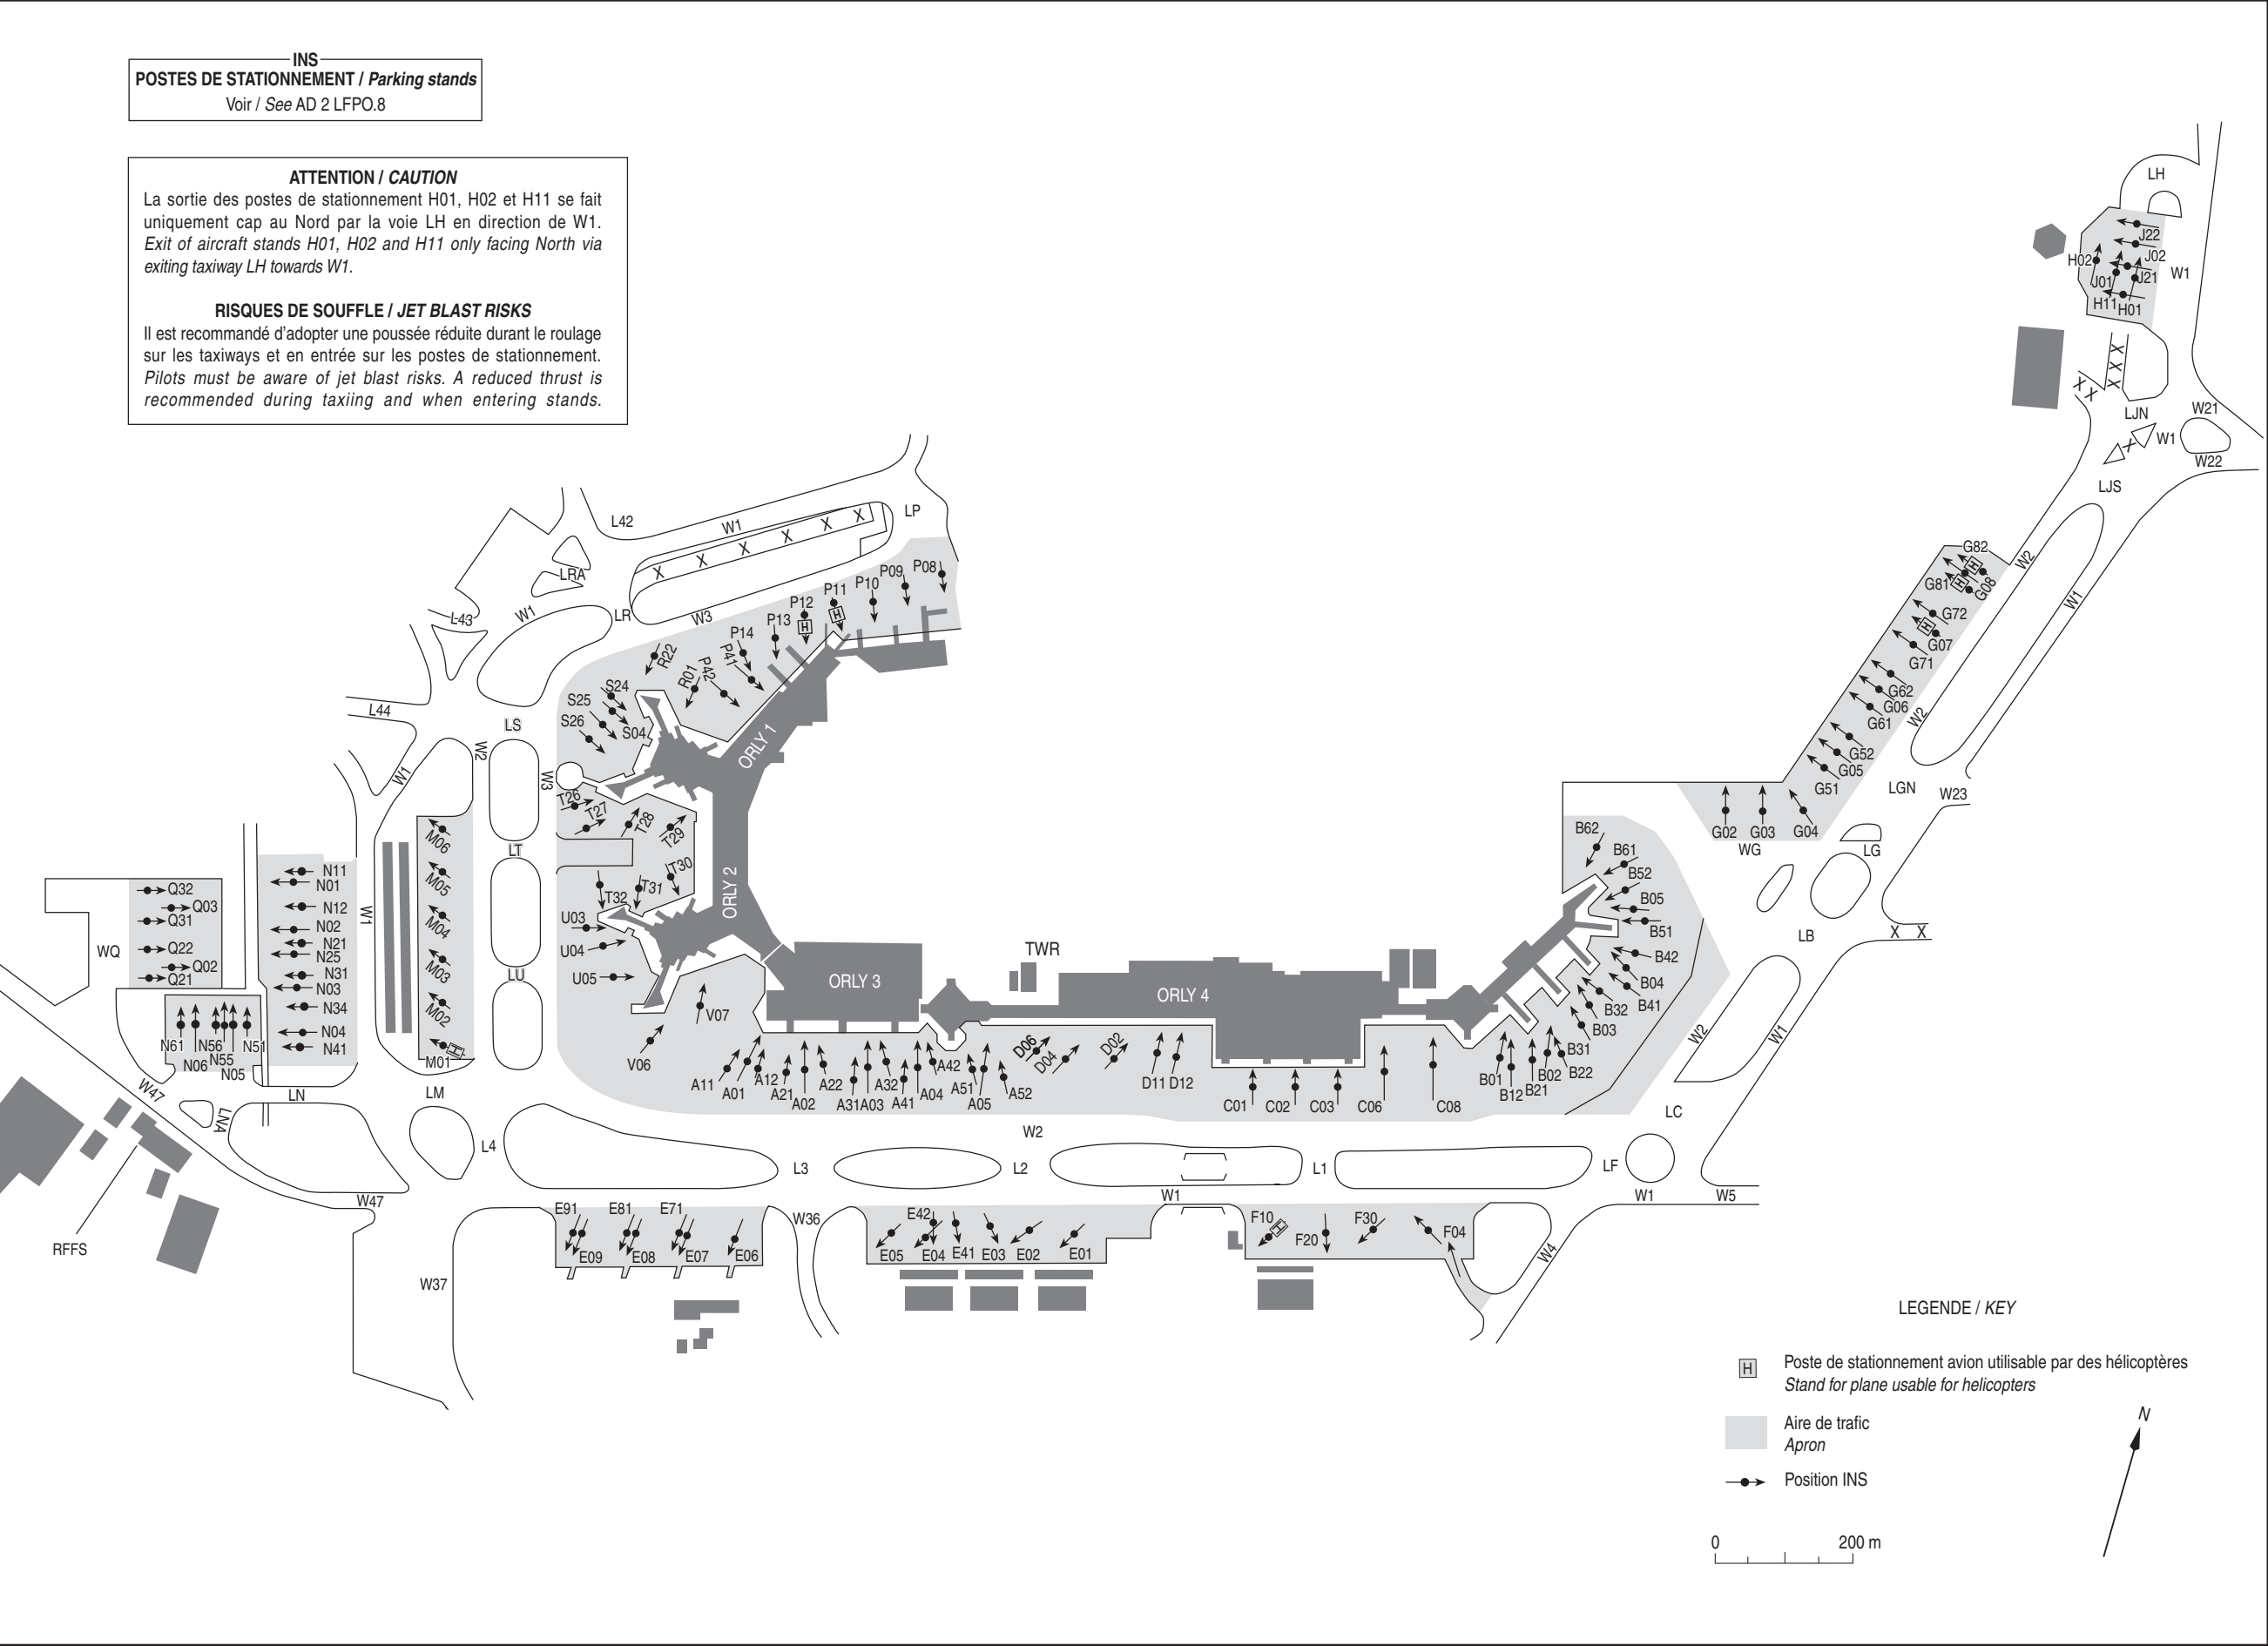 INS
POSTES DE STATIONNEMENT / Parking stands
Voir / See AD 2 LFPO.8
ATTENTION / CAUTION
La sortie des postes de stationnement H01, H02 et H11 se fait
uniquement cap au Nord par la voie LH en direction de W1.
Exit of aircraft stands H01, H02 and H11 only facing North via
exiting taxiway LH towards W1.
RISQUES DE SOUFFLE / JET BLAST RISKS
Il est recommandé d'adopter une poussée réduite durant le roulage
sur les taxiways et en entrée sur les postes de stationnement.
Pilots must be aware of jet blast risks. A reduced thrust is
recommended during taxiing and when entering stands.
LH
J22
H02
J02
W1
J01
J21
H11
H01
X
X
X
X
X
LJN
W21
X
W1
W22
LJS
L42
W1
X
X
X
X
X
X
LP
LRA
L43
W1
LR
W3
P12
P11
P10
P09
P08
H
H
P13
P14
P41
P42
R01
R22
S24
S25
S26
S04
L44
LS
W2
W3
W1
ORLY 1
T26
T27
T28
T29
T30
T31
T32
LT
LU
U03
U04
U05
ORLY 2
V07
V06
G82
H
G81
H
G08
G72
H
G07
G71
G62
G06
G61
G52
G05
G51
W2
W1
W2
LGN
W23
G02
G03
G04
WG
LG
LB
X X
B62
B61
B52
B05
B51
B42
B04
B41
B32
B03
B31
B22
B02
B21
B12
B01
W2
W1
LC
M06
M05
M04
M03
M02
M01
H
W1
N11
N01
N12
N02
N21
N25
N31
N03
N34
N04
N41
Q32
Q03
Q31
Q22
Q02
Q21
WQ
N61
N06
N56
N55
N05
N51
W47
LNA
LN
LM
L4
W47
RFFS
W37
ORLY 3
TWR
ORLY 4
A11
A01
A12
A21
A02
A22
A31
A03
A32
A41
A04
A42
A51
A05
A52
D06
D04
D02
D11
D12
C01
C02
C03
C06
C08
W2
L3
L2
L1
LF
W1
W1
W5
E91
E09
E81
E08
E71
E07
E06
W36
E05
E42
E04
E41
E03
E02
E01
F10
H
F20
F30
F04
W4
LEGENDE / KEY
H
Poste de stationnement avion utilisable par des hélicoptères
Stand for plane usable for helicopters
Aire de trafic
Apron
Position INS
N
0
200 m